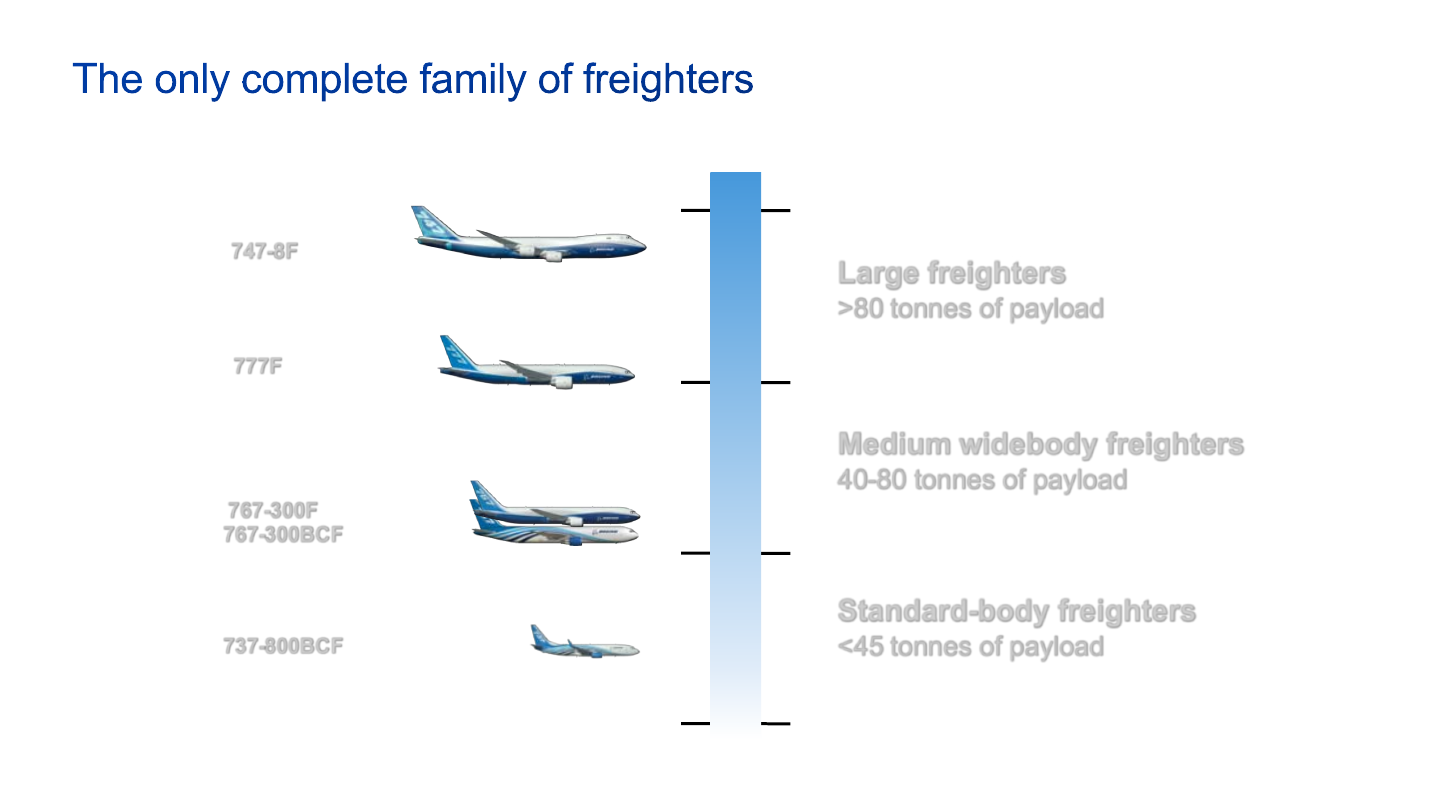 The only complete family of freighters
747-8F
Large freighters
>80 tonnes of payload
777F
Medium widebody freighters
40-80 tonnes of payload
767-300F
767-300BCF
Standard-body freighters
<45 tonnes of payload
737-800BCF